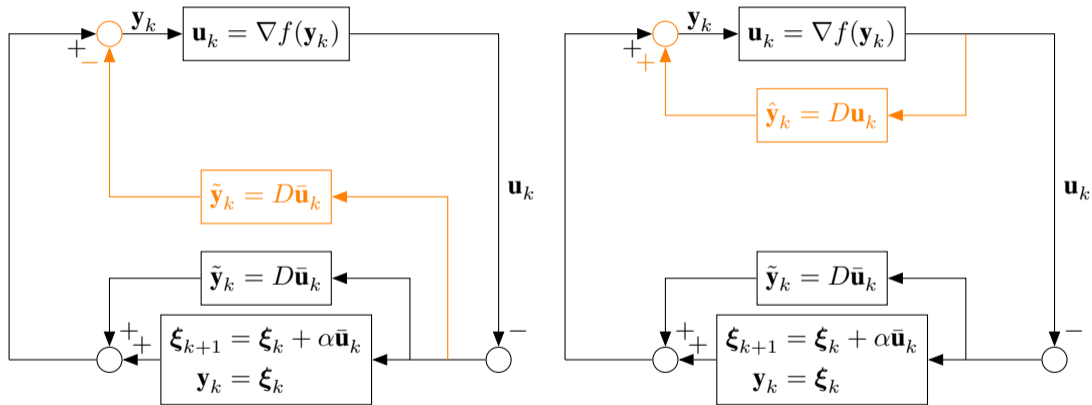 y_k
u_k = ∇f(y_k)
+
−
ỹ_k = Dū_k
u_k
ỹ_k = Dū_k
+
+
−
ξ_{k+1} = ξ_k + αū_k
y_k = ξ_k
y_k
u_k = ∇f(y_k)
+
+
ŷ_k = Du_k
u_k
ỹ_k = Dū_k
+
+
−
ξ_{k+1} = ξ_k + αū_k
y_k = ξ_k